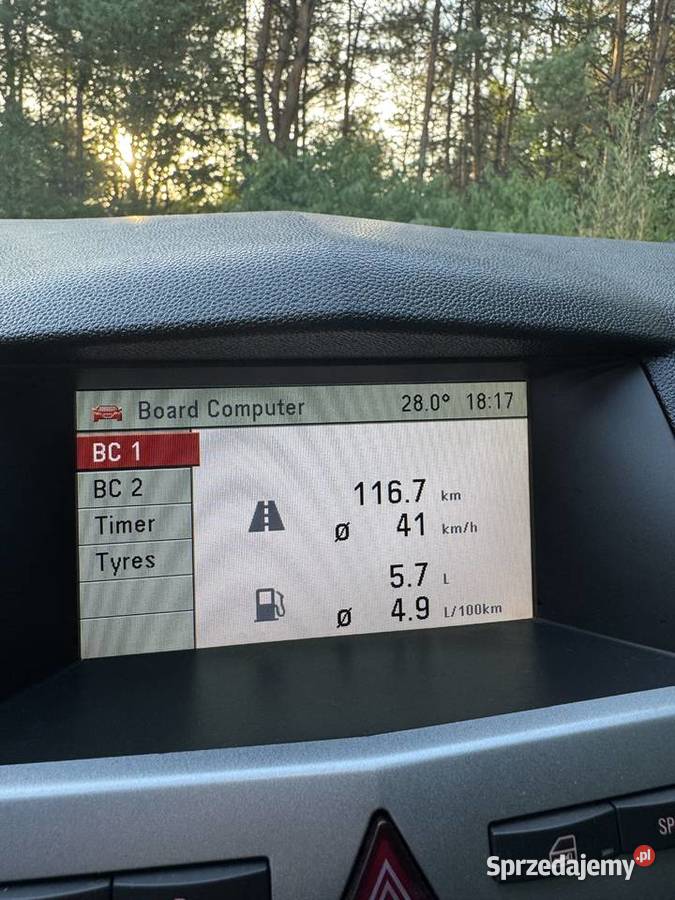 Board Computer 28.0° 18:17
BC 1
BC 2
Timer
Tyres
116.7 km
ø 41 km/h
5.7 L
ø 4.9 L/100km
SP
Sprzedajemy.pl